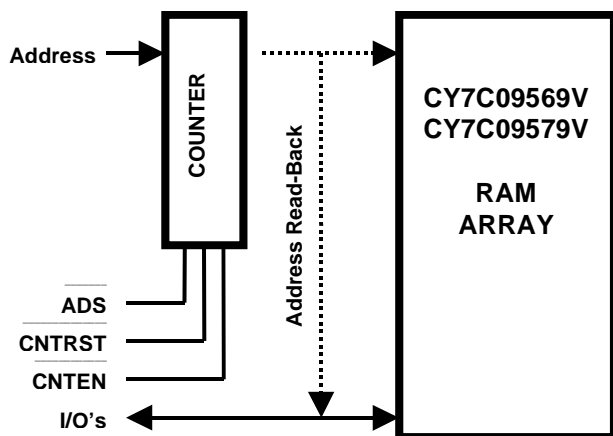 Address
COUNTER
Address Read-Back
CY7C09569V
CY7C09579V
RAM
ARRAY
ADS
CNTRST
CNTEN
I/O's